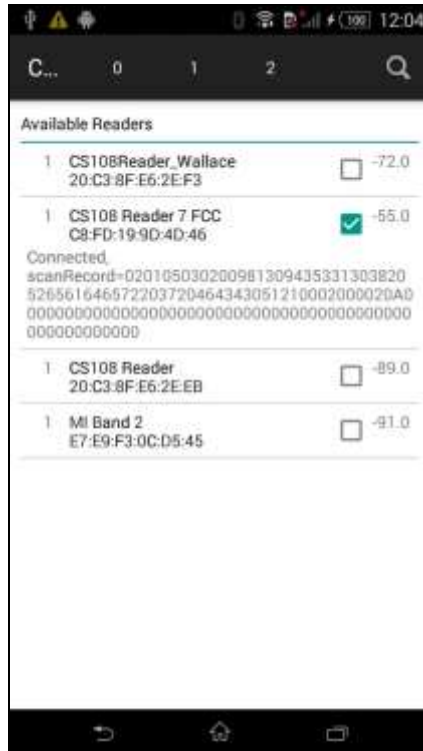 100 12:04
C... 0 1 2
Available Readers
1 CS108Reader_Wallace -72.0
20:C3:8F:E6:2E:F3
1 CS108 Reader 7 FCC -55.0
C8:FD:19:9D:4D:46
Connected,
scanRecord=020105030200981309435331303820
526561646572203720464343051210002000020A0
0000000000000000000000000000000000000000
000000000000
1 CS108 Reader -89.0
20:C3:8F:E6:2E:EB
1 MI Band 2 -91.0
E7:E9:F3:0C:D5:45